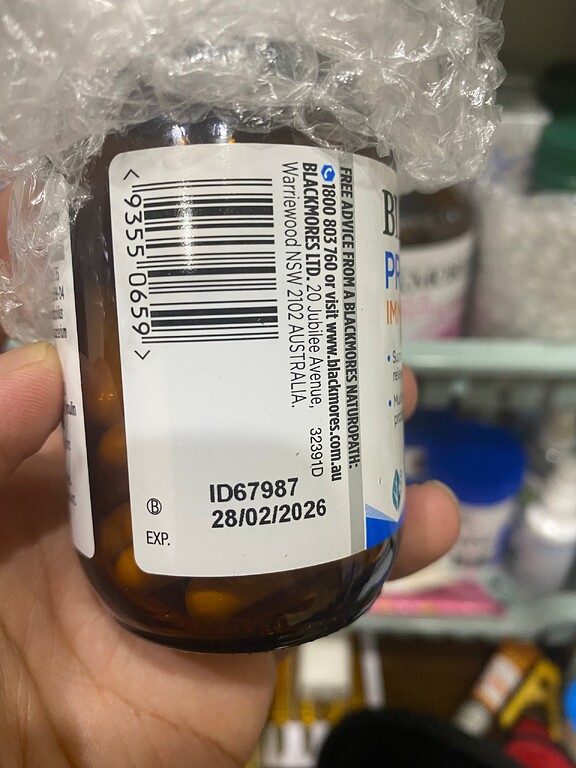 FREE ADVICE FROM A BLACKMORES NATUROPATH:
1800 803 760 or visit www.blackmores.com.au
BLACKMORES LTD, 20 Jubilee Avenue,
Warriewood NSW 2102 AUSTRALIA.
32391D
< 9355 0659 >
B
EXP.
ID67987
28/02/2026